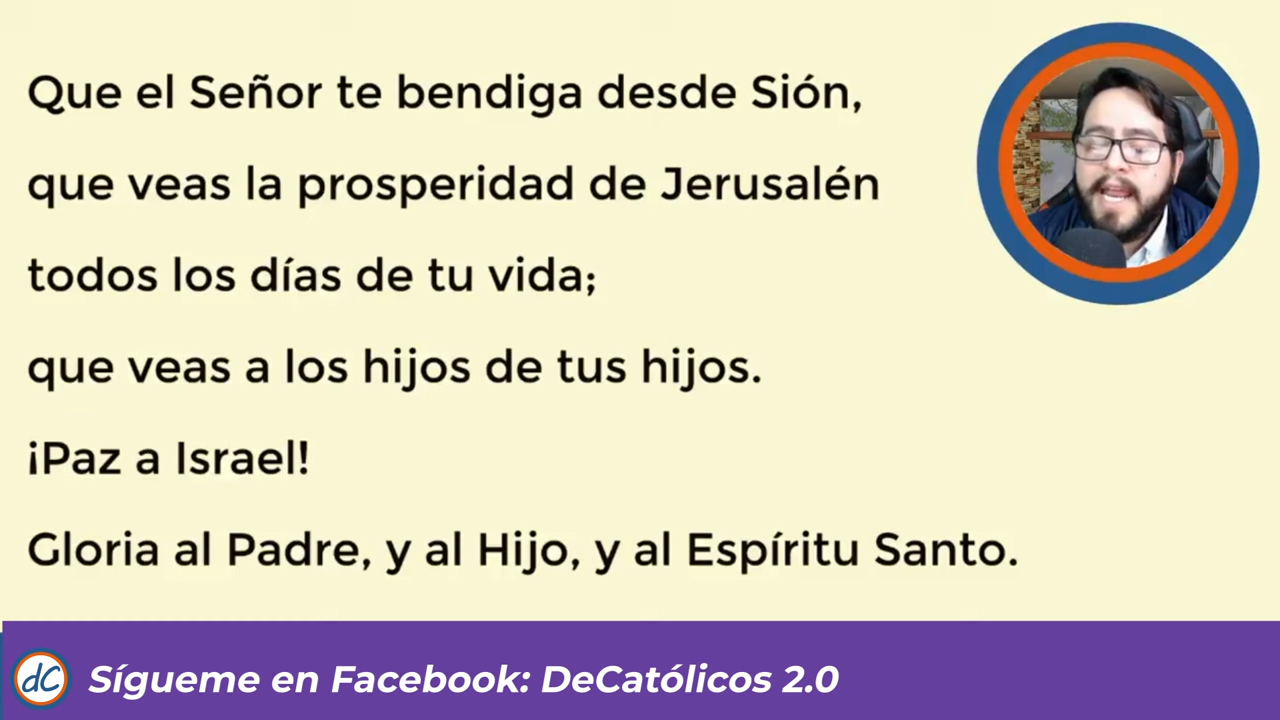 Que el Señor te bendiga desde Sión,
que veas la prosperidad de Jerusalén
todos los días de tu vida;
que veas a los hijos de tus hijos.
¡Paz a Israel!
Gloria al Padre, y al Hijo, y al Espíritu Santo.
dC Sígueme en Facebook: DeCatólicos 2.0